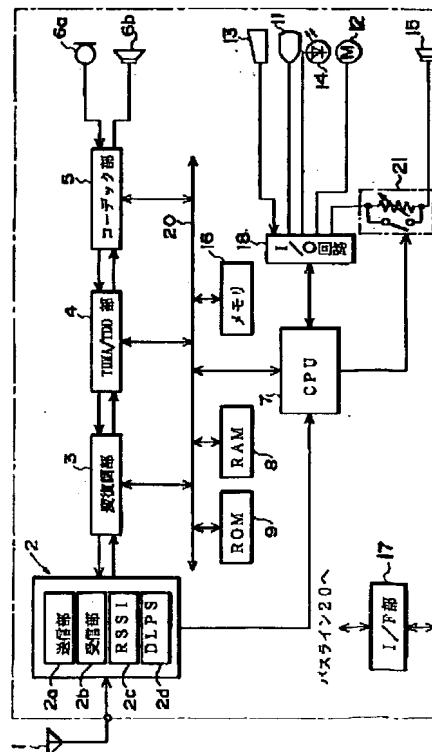 1
2
送信部
2a
受信部
2b
RSSI
2c
DLPS
2d
3
変復調部
4
TDMA/TDD部
5
コーデック部
6a
6b
20
ROM
9
RAM
8
メモリ
16
7
CPU
18
I/O回路
13
11
14
12
M
15
21
バスライン20へ
I/F部
17